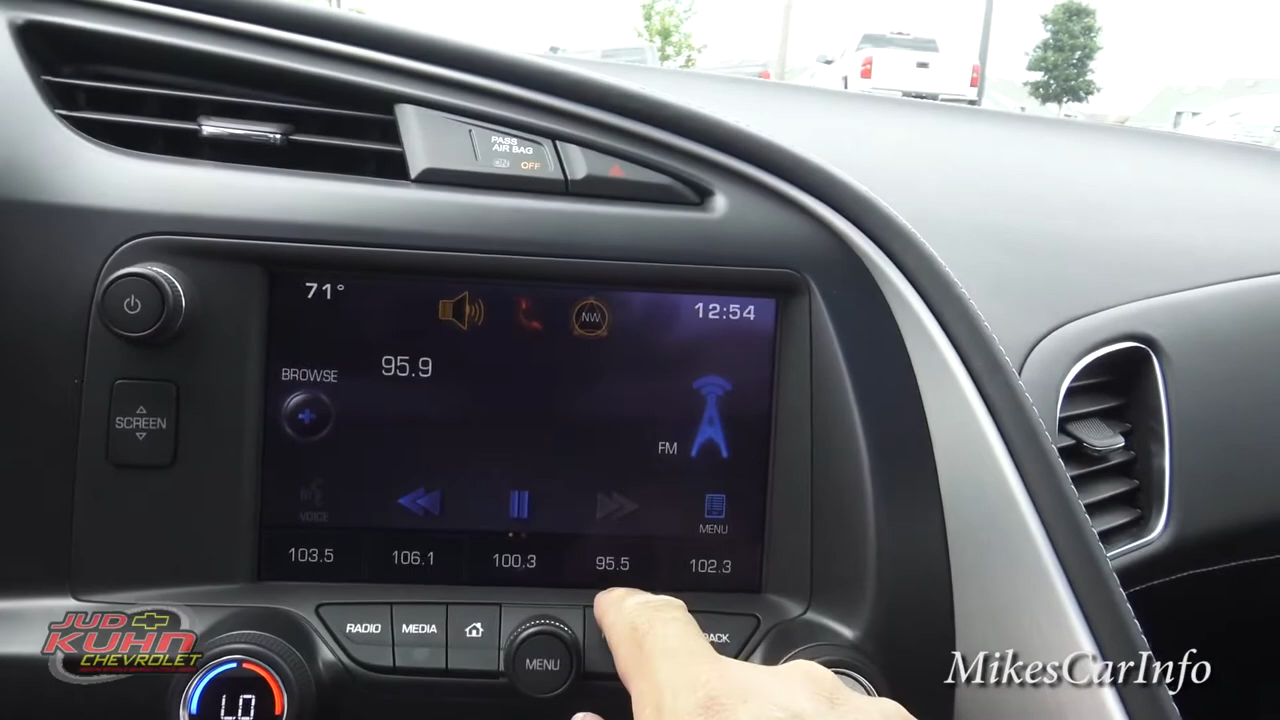 PASS
AIR BAG
ON OFF
71°
NW
12:54
95.9
BROWSE
SCREEN
FM
VOICE
MENU
103.5 106.1 100.3 95.5 102.3
RADIO MEDIA
MENU
LO
JUD
KUHN
CHEVROLET
MikesCarInfo